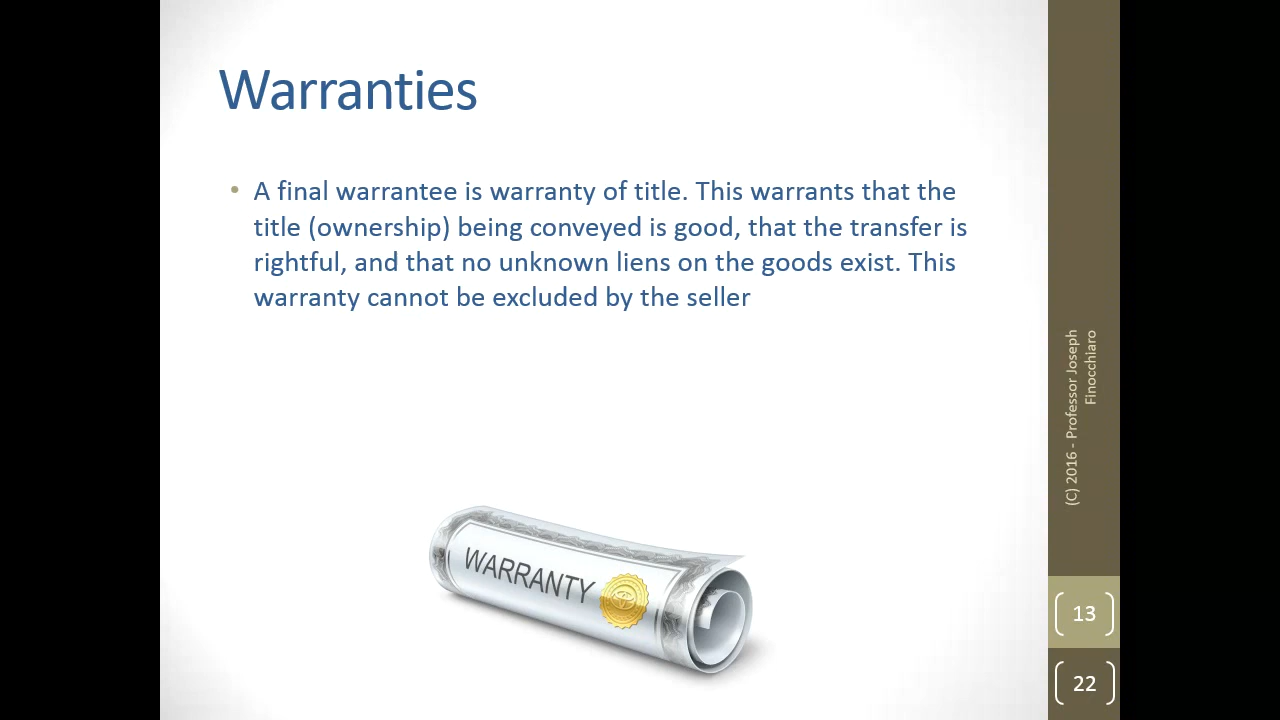 Warranties
• A final warrantee is warranty of title. This warrants that the
title (ownership) being conveyed is good, that the transfer is
rightful, and that no unknown liens on the goods exist. This
warranty cannot be excluded by the seller
WARRANTY
(C) 2016 - Professor Joseph
Finocchiaro
13
22